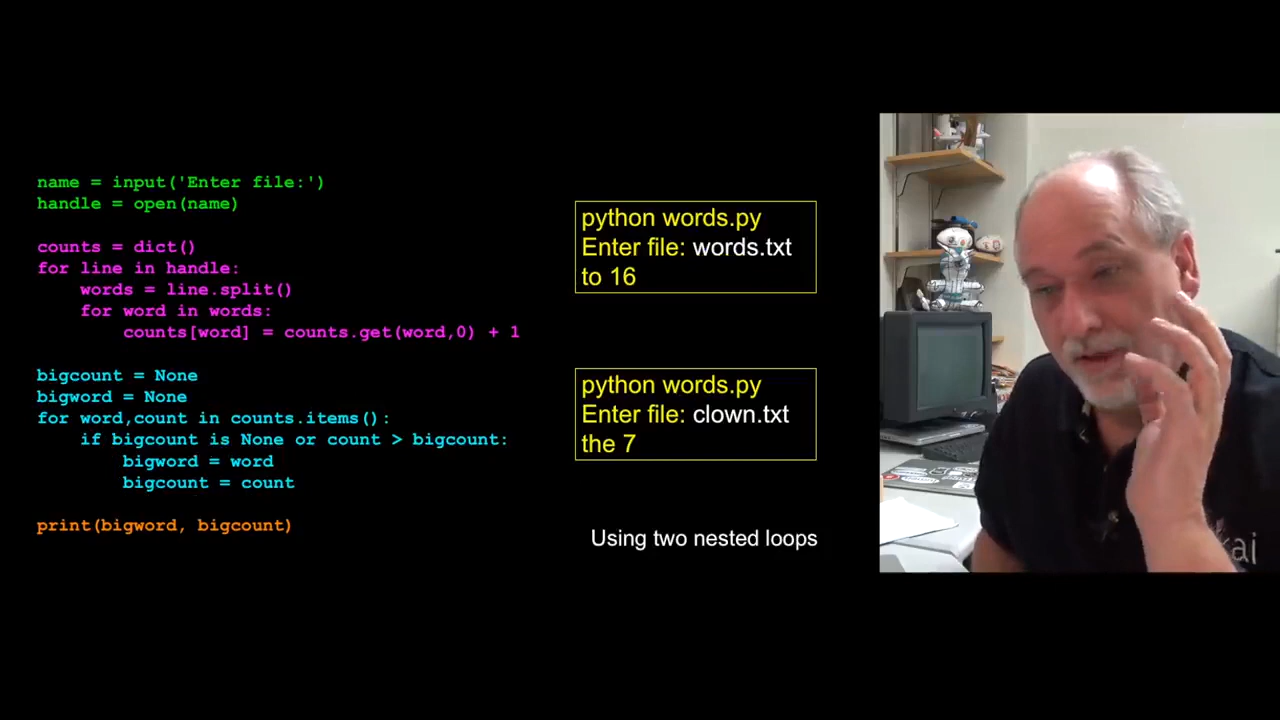 name = input('Enter file:')
handle = open(name)
counts = dict()
for line in handle:
    words = line.split()
    for word in words:
        counts[word] = counts.get(word,0) + 1
bigcount = None
bigword = None
for word,count in counts.items():
    if bigcount is None or count > bigcount:
        bigword = word
        bigcount = count
print(bigword, bigcount)
python words.py
Enter file: words.txt
to 16
python words.py
Enter file: clown.txt
the 7
Using two nested loops